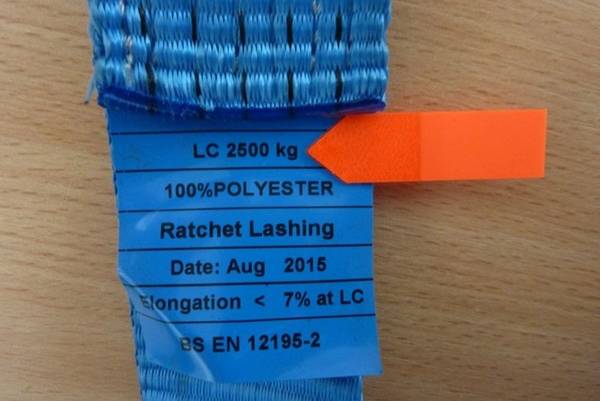 LC 2500 kg
100%POLYESTER
Ratchet Lashing
Date: Aug 2015
Elongation < 7% at LC
BS EN 12195-2